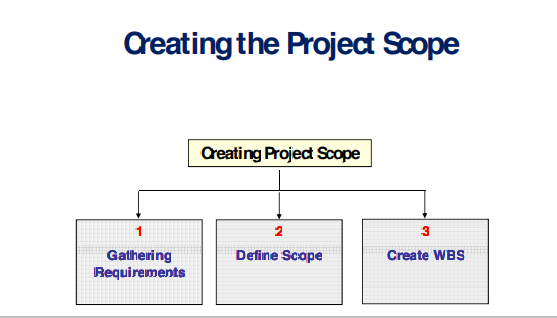 Creating the Project Scope
Creating Project Scope
1
Gathering
Requirements
2
Define Scope
3
Create WBS